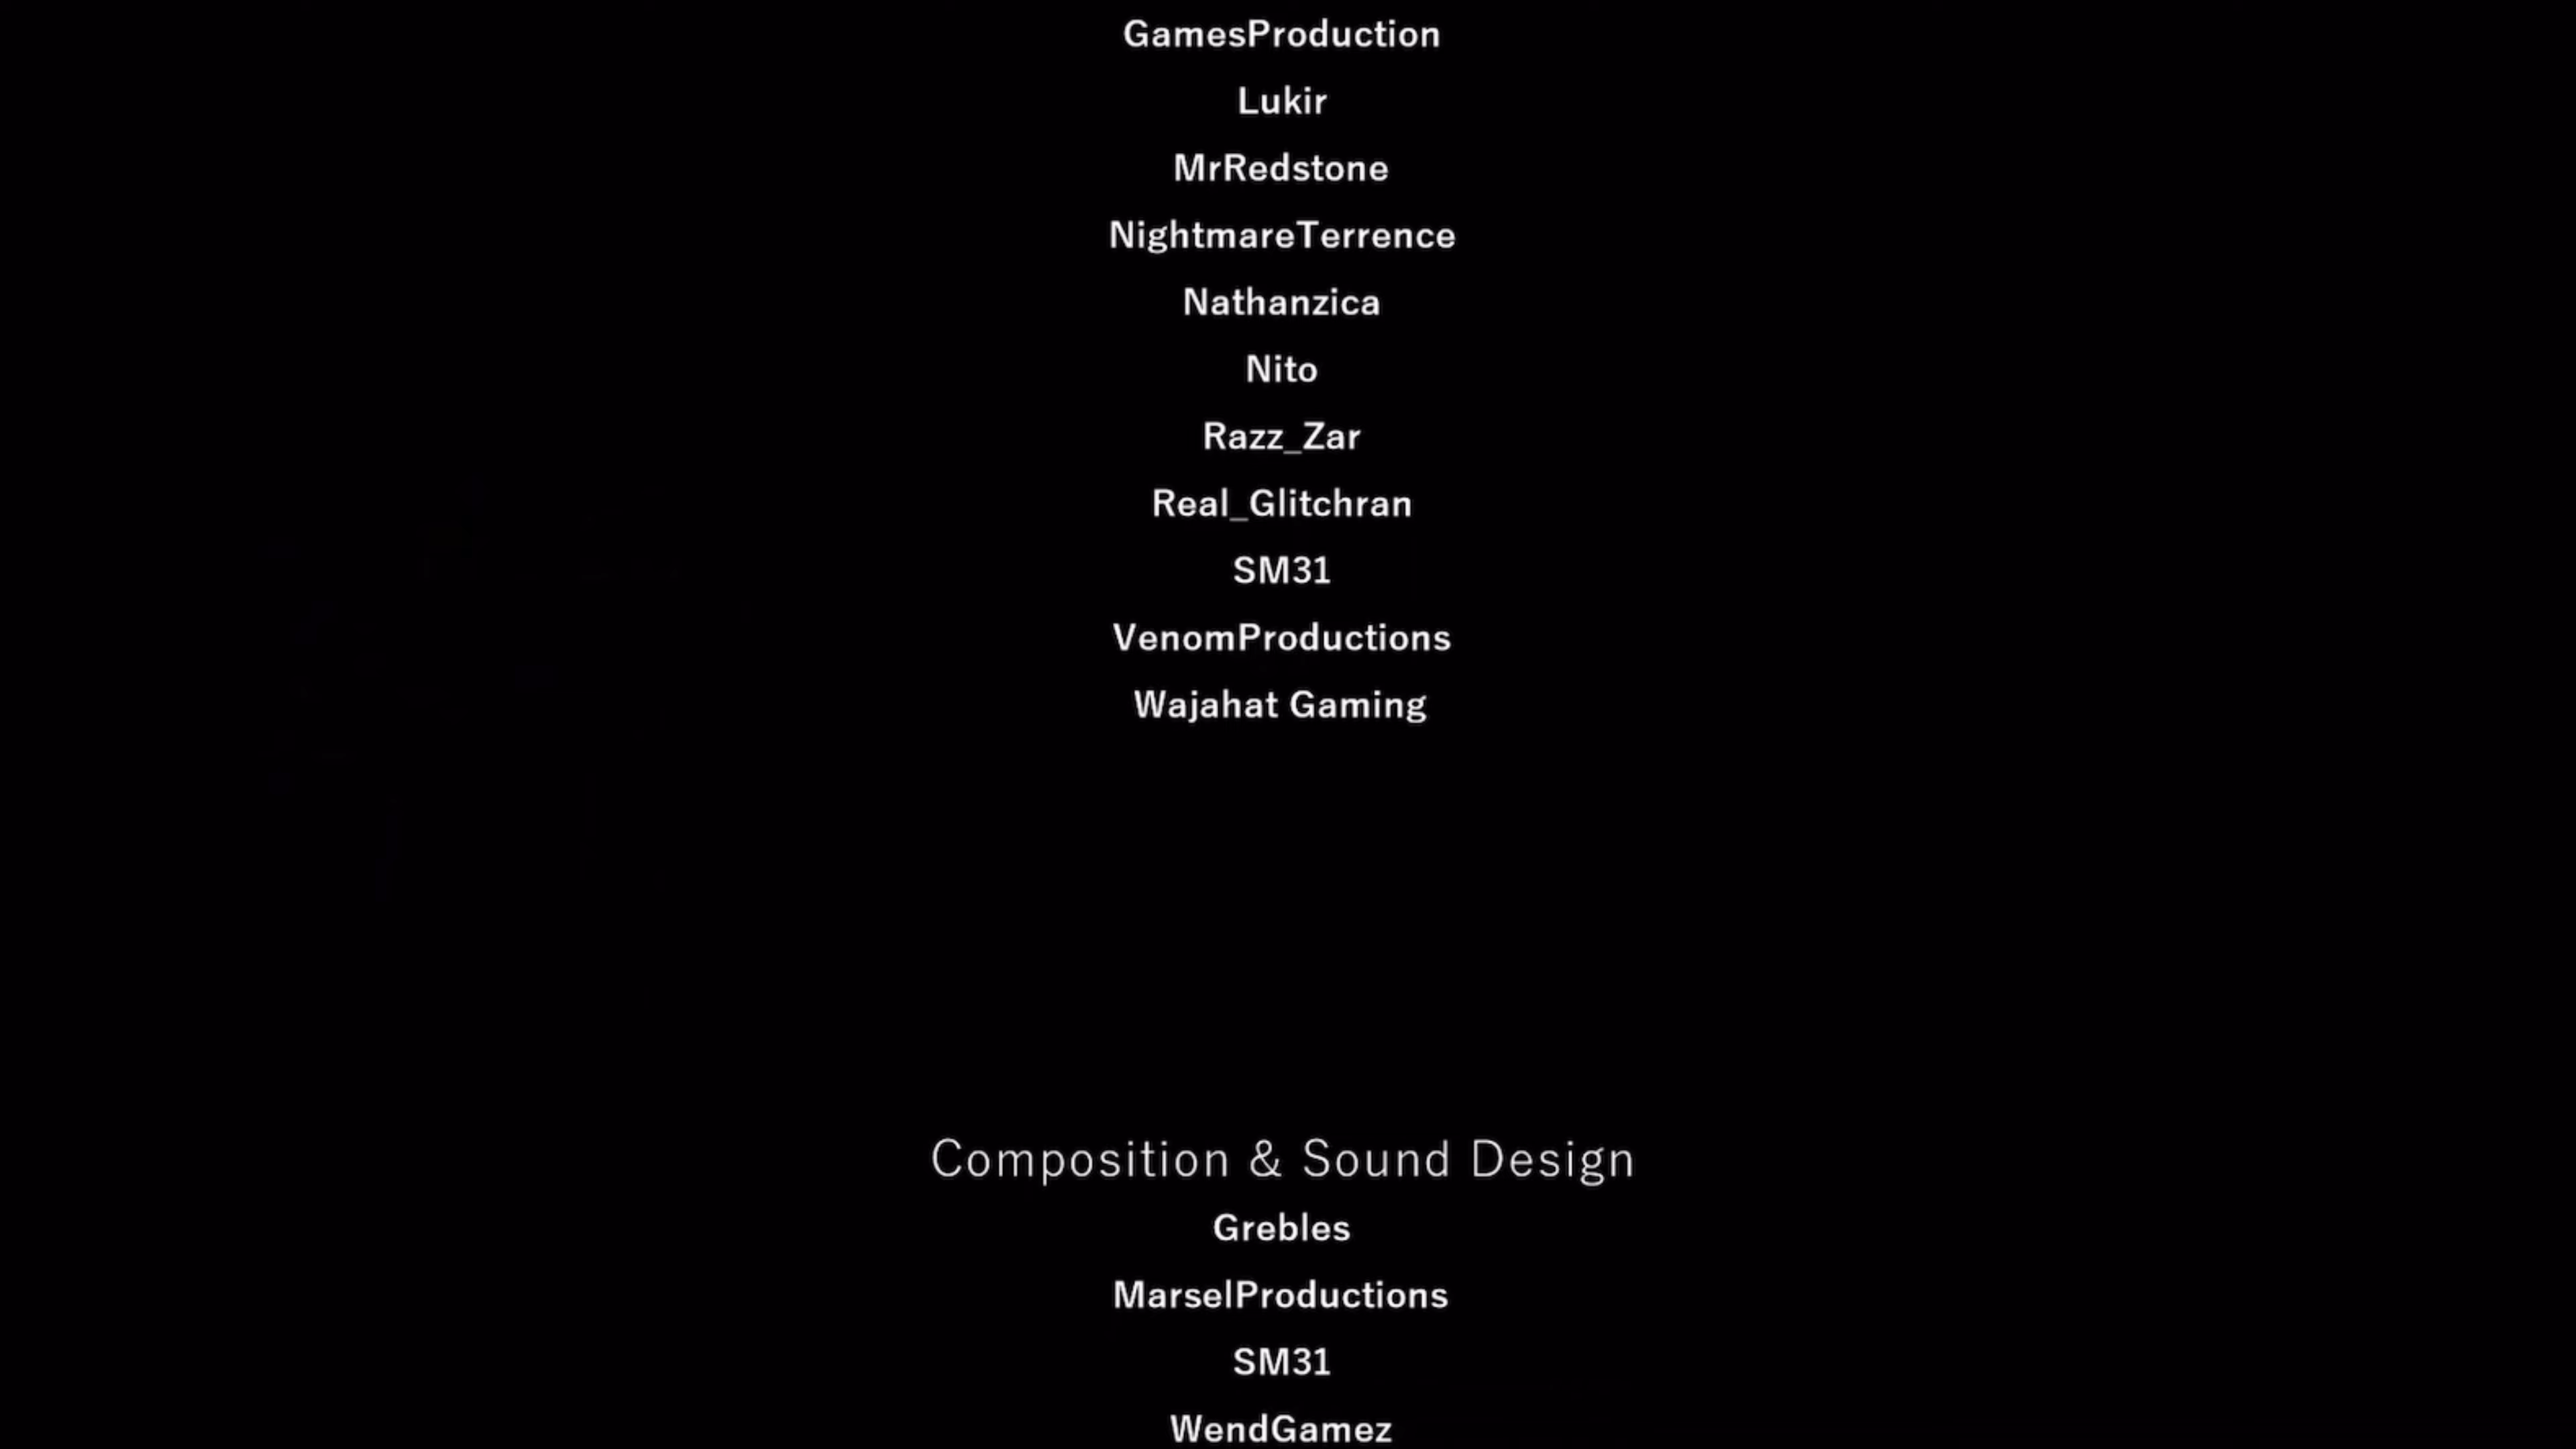 GamesProduction
Lukir
MrRedstone
NightmareTerrence
Nathanzica
Nito
Razz_Zar
Real_Glitchran
SM31
VenomProductions
Wajahat Gaming
Composition & Sound Design
Grebles
MarselProductions
SM31
WendGamez